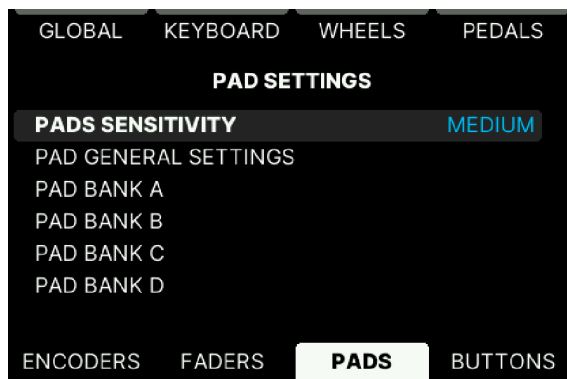 GLOBAL KEYBOARD WHEELS PEDALS
PAD SETTINGS
PADS SENSITIVITY MEDIUM
PAD GENERAL SETTINGS
PAD BANK A
PAD BANK B
PAD BANK C
PAD BANK D
ENCODERS FADERS PADS BUTTONS